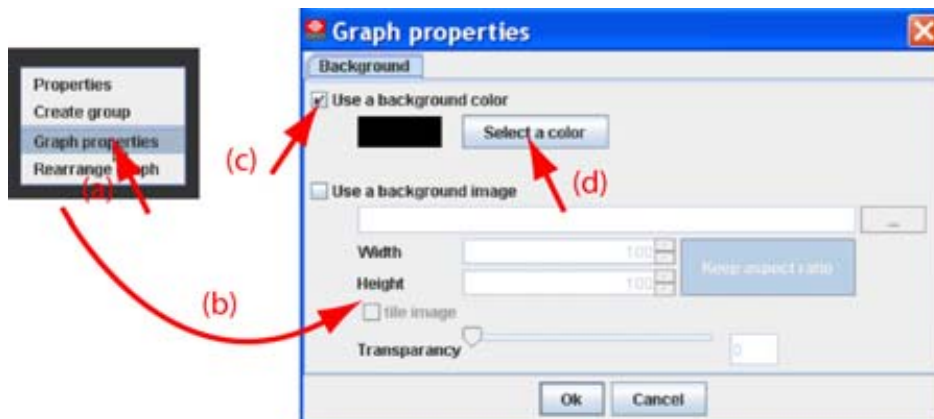 Properties
Create group
Graph properties
Rearrange
(a)
(b)
Graph properties
Background
Use a background color
(c)
Select a color
(d)
Use a background image
...
Width
100
Keep aspect ratio
Height
100
tile image
Transparancy
0
Ok
Cancel